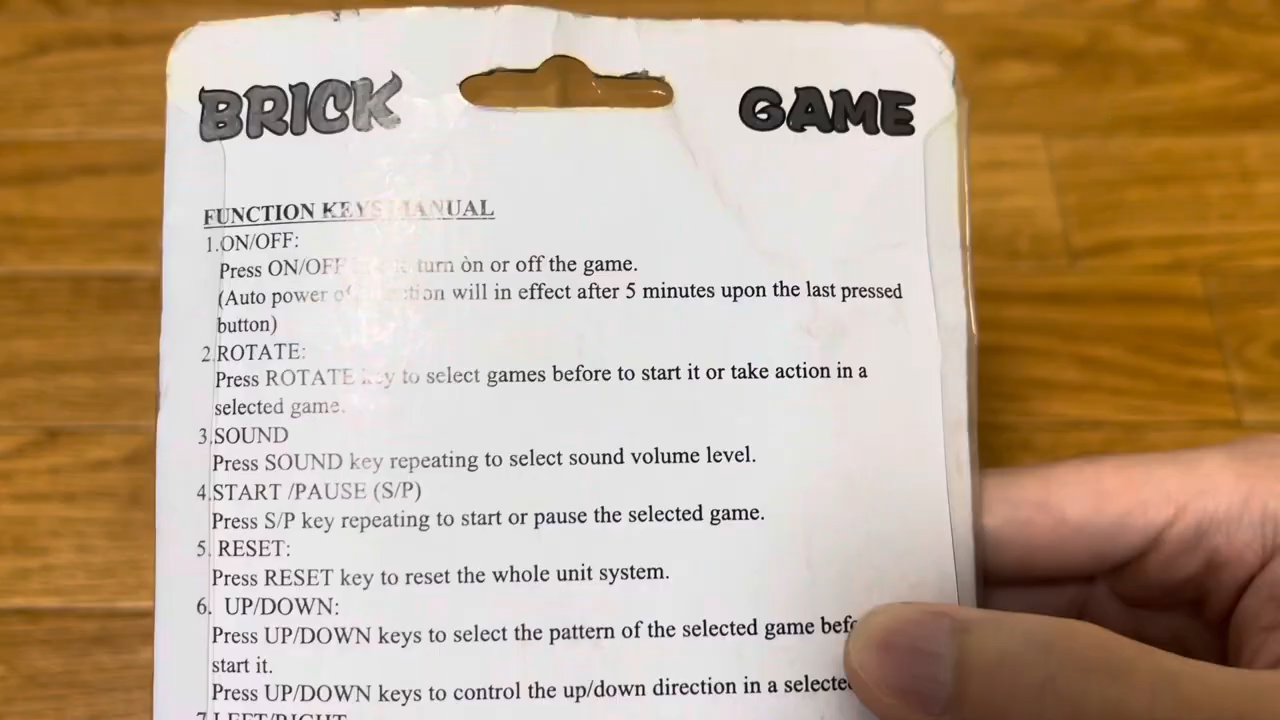 BRICK GAME
FUNCTION KEYS MANUAL
1.ON/OFF:
Press ON/OFF turn òn or off the game.
(Auto power will in effect after 5 minutes upon the last pressed
button)
2.ROTATE:
Press ROTATE key to select games before to start it or take action in a
selected game.
3.SOUND
Press SOUND key repeating to select sound volume level.
4.START /PAUSE (S/P)
Press S/P key repeating to start or pause the selected game.
5. RESET:
Press RESET key to reset the whole unit system.
6. UP/DOWN:
Press UP/DOWN keys to select the pattern of the selected game
start it.
Press UP/DOWN keys to control the up/down direction in a
7.LEFT/RIGHT